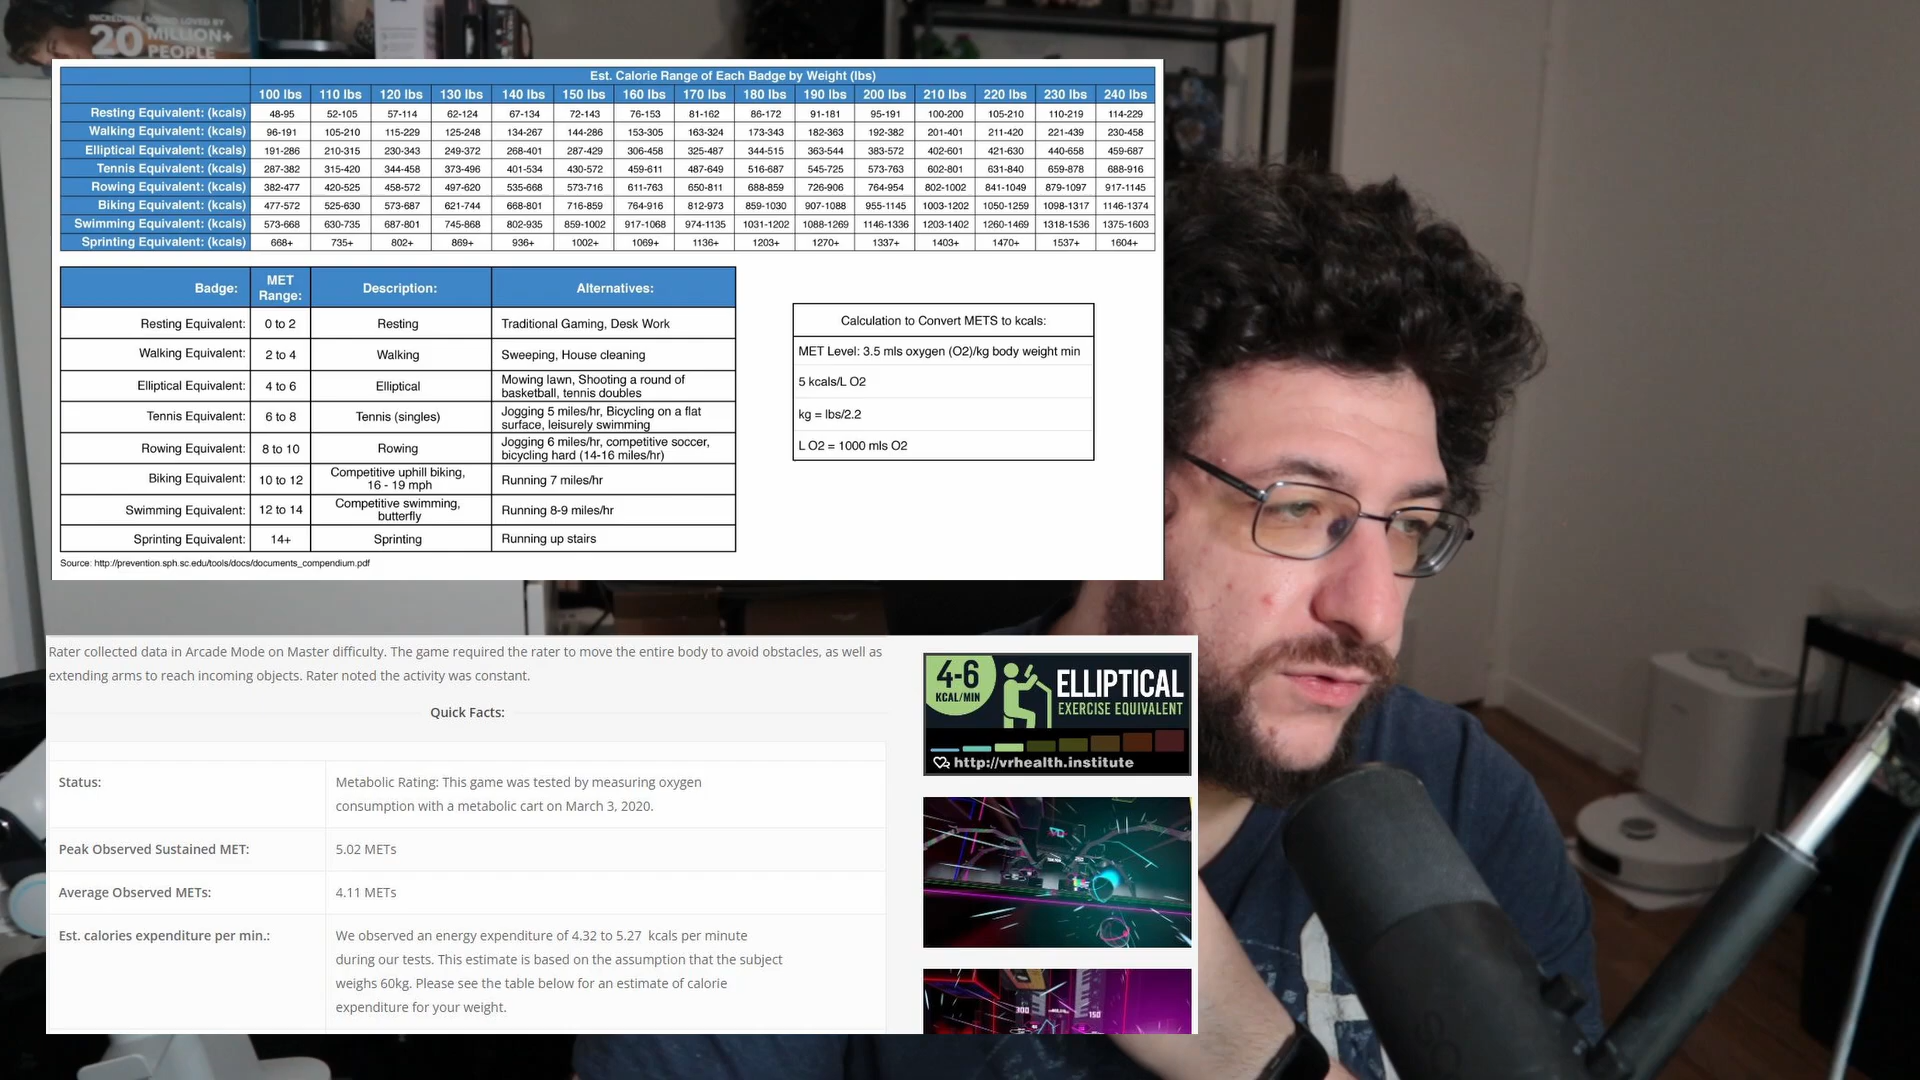 INCREDIBLE SOUND LOVED BY
20 MILLION+
PEOPLE
Est. Calorie Range of Each Badge by Weight (lbs)
100 lbs 110 lbs 120 lbs 130 lbs 140 lbs 150 lbs 160 lbs 170 lbs 180 lbs 190 lbs 200 lbs 210 lbs 220 lbs 230 lbs 240 lbs
Resting Equivalent: (kcals) 48-95 52-105 57-114 62-124 67-134 72-143 76-153 81-162 86-172 91-181 95-191 100-200 105-210 110-219 114-229
Walking Equivalent: (kcals) 96-191 105-210 115-229 125-248 134-267 144-286 153-305 163-324 173-343 182-363 192-382 201-401 211-420 221-439 230-458
Elliptical Equivalent: (kcals) 191-286 210-315 230-343 249-372 268-401 287-429 306-458 325-487 344-515 363-544 383-572 402-601 421-630 440-658 459-687
Tennis Equivalent: (kcals) 287-382 315-420 344-458 373-496 401-534 430-572 459-611 487-649 516-687 545-725 573-763 602-801 631-840 659-878 688-916
Rowing Equivalent: (kcals) 382-477 420-525 458-572 497-620 535-668 573-716 611-763 650-811 688-859 726-906 764-954 802-1002 841-1049 879-1097 917-1145
Biking Equivalent: (kcals) 477-572 525-630 573-687 621-744 668-801 716-859 764-916 812-973 859-1030 907-1088 955-1145 1003-1202 1050-1259 1098-1317 1146-1374
Swimming Equivalent: (kcals) 573-668 630-735 687-801 745-868 802-935 859-1002 917-1068 974-1135 1031-1202 1088-1269 1146-1336 1203-1402 1260-1469 1318-1536 1375-1603
Sprinting Equivalent: (kcals) 668+ 735+ 802+ 869+ 936+ 1002+ 1069+ 1136+ 1203+ 1270+ 1337+ 1403+ 1470+ 1537+ 1604+
Badge: MET Range: Description: Alternatives:
Resting Equivalent: 0 to 2 Resting Traditional Gaming, Desk Work
Walking Equivalent: 2 to 4 Walking Sweeping, House cleaning
Elliptical Equivalent: 4 to 6 Elliptical Mowing lawn, Shooting a round of
basketball, tennis doubles
Tennis Equivalent: 6 to 8 Tennis (singles) Jogging 5 miles/hr, Bicycling on a flat
surface, leisurely swimming
Rowing Equivalent: 8 to 10 Rowing Jogging 6 miles/hr, competitive soccer,
bicycling hard (14-16 miles/hr)
Biking Equivalent: 10 to 12 Competitive uphill biking,
16 - 19 mph Running 7 miles/hr
Swimming Equivalent: 12 to 14 Competitive swimming,
butterfly Running 8-9 miles/hr
Sprinting Equivalent: 14+ Sprinting Running up stairs
Source: http://prevention.sph.sc.edu/tools/docs/documents_compendium.pdf
Calculation to Convert METS to kcals:
MET Level: 3.5 mls oxygen (O2)/kg body weight min
5 kcals/L O2
kg = lbs/2.2
L O2 = 1000 mls O2
Rater collected data in Arcade Mode on Master difficulty. The game required the rater to move the entire body to avoid obstacles, as well as
extending arms to reach incoming objects. Rater noted the activity was constant.
Quick Facts:
Status: Metabolic Rating: This game was tested by measuring oxygen
consumption with a metabolic cart on March 3, 2020.
Peak Observed Sustained MET: 5.02 METs
Average Observed METs: 4.11 METs
Est. calories expenditure per min.: We observed an energy expenditure of 4.32 to 5.27 kcals per minute
during our tests. This estimate is based on the assumption that the subject
weighs 60kg. Please see the table below for an estimate of calorie
expenditure for your weight.
4-6
KCAL/MIN
ELLIPTICAL
EXERCISE EQUIVALENT
http://vrhealth.institute
300
150